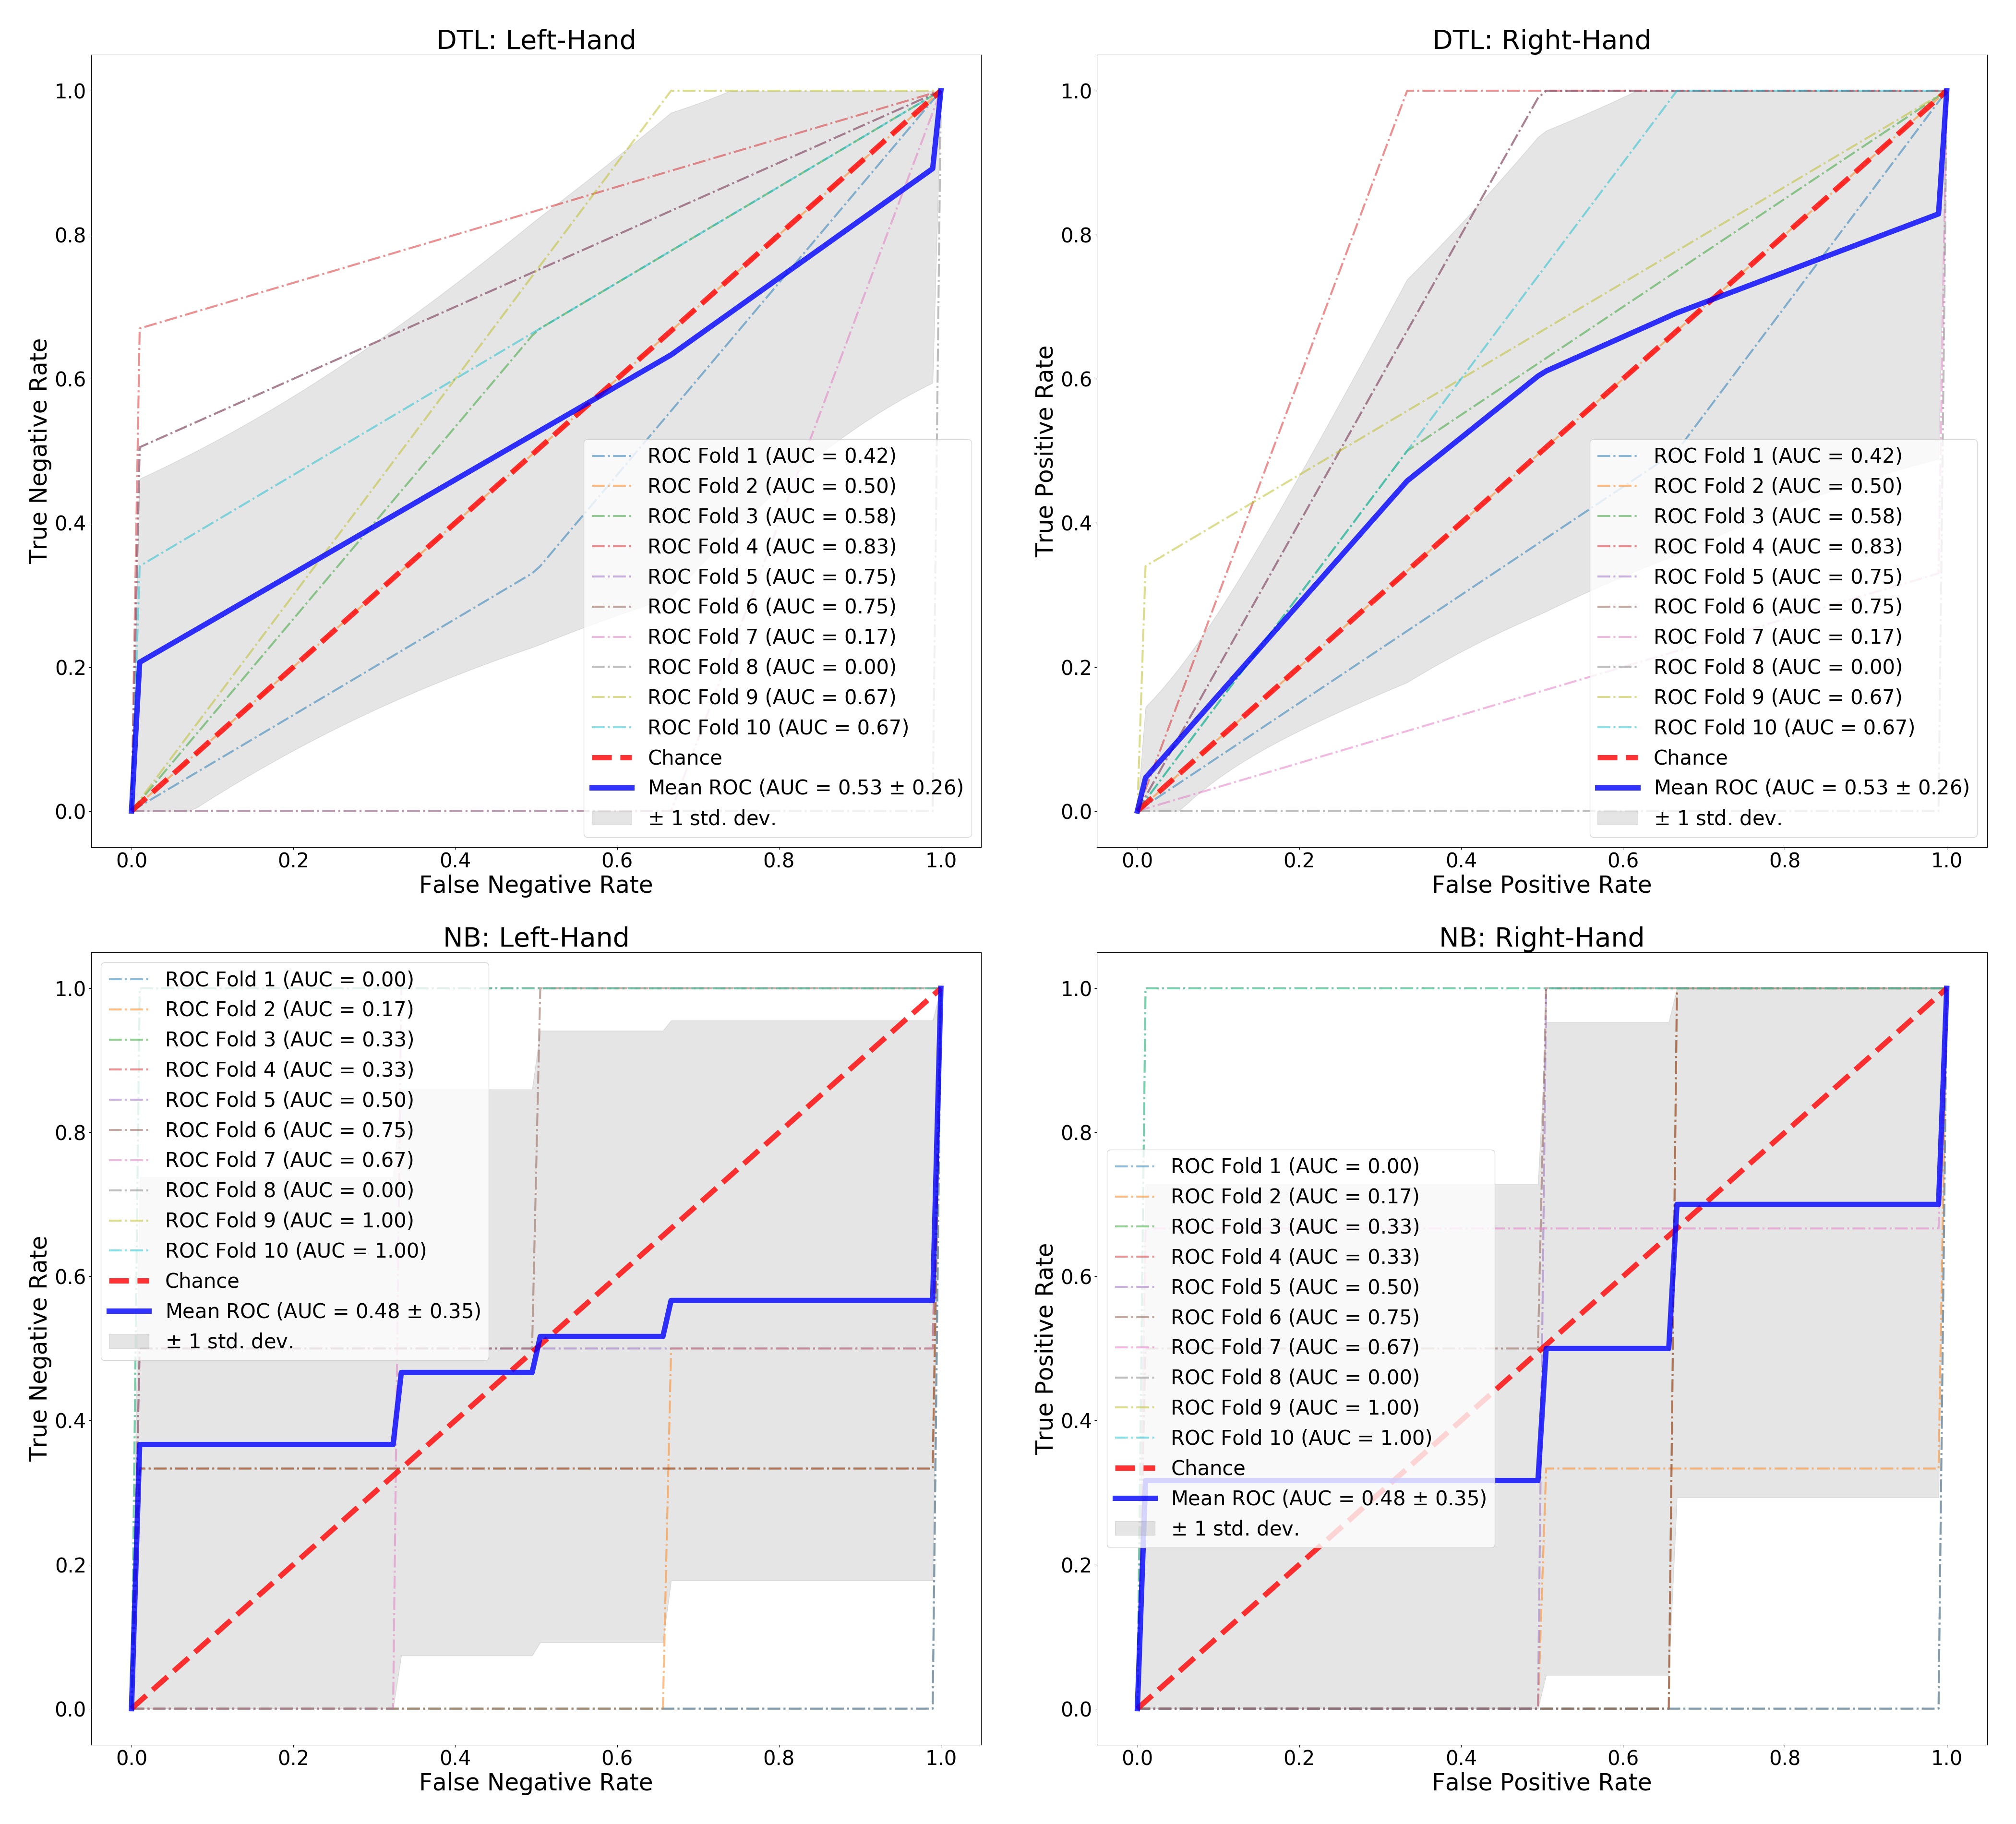 DTL: Left-Hand
True Negative Rate
1.0
0.8
0.6
0.4
0.2
0.0
ROC Fold 1 (AUC = 0.42)
ROC Fold 2 (AUC = 0.50)
ROC Fold 3 (AUC = 0.58)
ROC Fold 4 (AUC = 0.83)
ROC Fold 5 (AUC = 0.75)
ROC Fold 6 (AUC = 0.75)
ROC Fold 7 (AUC = 0.17)
ROC Fold 8 (AUC = 0.00)
ROC Fold 9 (AUC = 0.67)
ROC Fold 10 (AUC = 0.67)
Chance
Mean ROC (AUC = 0.53 ± 0.26)
± 1 std. dev.
0.0 0.2 0.4 0.6 0.8 1.0
False Negative Rate
DTL: Right-Hand
True Positive Rate
1.0
0.8
0.6
0.4
0.2
0.0
ROC Fold 1 (AUC = 0.42)
ROC Fold 2 (AUC = 0.50)
ROC Fold 3 (AUC = 0.58)
ROC Fold 4 (AUC = 0.83)
ROC Fold 5 (AUC = 0.75)
ROC Fold 6 (AUC = 0.75)
ROC Fold 7 (AUC = 0.17)
ROC Fold 8 (AUC = 0.00)
ROC Fold 9 (AUC = 0.67)
ROC Fold 10 (AUC = 0.67)
Chance
Mean ROC (AUC = 0.53 ± 0.26)
± 1 std. dev.
0.0 0.2 0.4 0.6 0.8 1.0
False Positive Rate
NB: Left-Hand
True Negative Rate
1.0
0.8
0.6
0.4
0.2
0.0
ROC Fold 1 (AUC = 0.00)
ROC Fold 2 (AUC = 0.17)
ROC Fold 3 (AUC = 0.33)
ROC Fold 4 (AUC = 0.33)
ROC Fold 5 (AUC = 0.50)
ROC Fold 6 (AUC = 0.75)
ROC Fold 7 (AUC = 0.67)
ROC Fold 8 (AUC = 0.00)
ROC Fold 9 (AUC = 1.00)
ROC Fold 10 (AUC = 1.00)
Chance
Mean ROC (AUC = 0.48 ± 0.35)
± 1 std. dev.
0.0 0.2 0.4 0.6 0.8 1.0
False Negative Rate
NB: Right-Hand
True Positive Rate
1.0
0.8
0.6
0.4
0.2
0.0
ROC Fold 1 (AUC = 0.00)
ROC Fold 2 (AUC = 0.17)
ROC Fold 3 (AUC = 0.33)
ROC Fold 4 (AUC = 0.33)
ROC Fold 5 (AUC = 0.50)
ROC Fold 6 (AUC = 0.75)
ROC Fold 7 (AUC = 0.67)
ROC Fold 8 (AUC = 0.00)
ROC Fold 9 (AUC = 1.00)
ROC Fold 10 (AUC = 1.00)
Chance
Mean ROC (AUC = 0.48 ± 0.35)
± 1 std. dev.
0.0 0.2 0.4 0.6 0.8 1.0
False Positive Rate